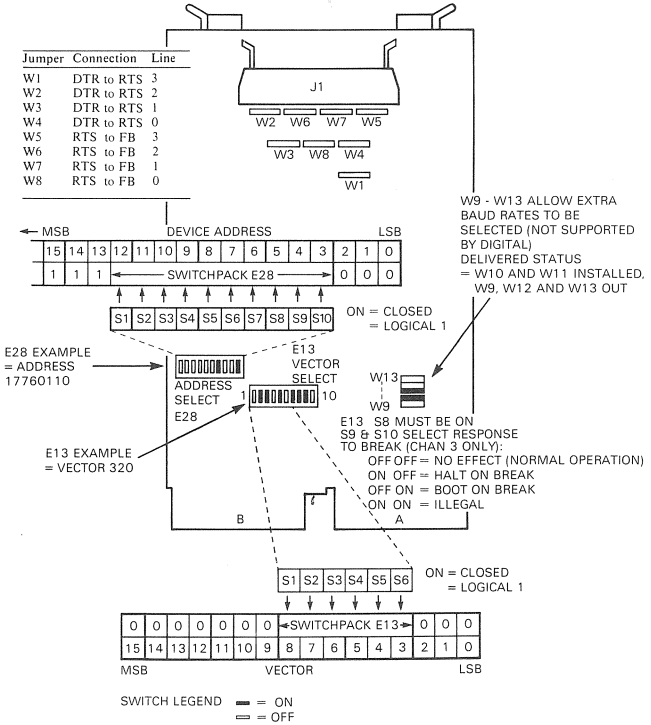 Jumper Connection Line
W1 DTR to RTS 3
W2 DTR to RTS 2
W3 DTR to RTS 1
W4 DTR to RTS 0
W5 RTS to FB 3
W6 RTS to FB 2
W7 RTS to FB 1
W8 RTS to FB 0
J1
W2 W6 W7 W5
W3 W8 W4
W1
W9 - W13 ALLOW EXTRA
BAUD RATES TO BE
SELECTED (NOT SUPPORTED
BY DIGITAL)
DELIVERED STATUS
= W10 AND W11 INSTALLED,
W9, W12 AND W13 OUT
MSB DEVICE ADDRESS LSB
15 14 13 12 11 10 9 8 7 6 5 4 3 2 1 0
1 1 1 SWITCHPACK E28 0 0 0
S1 S2 S3 S4 S5 S6 S7 S8 S9 S10
ON = CLOSED
= LOGICAL 1
E28 EXAMPLE
= ADDRESS
17760110
ADDRESS
SELECT
E28
E13
VECTOR
SELECT
1 10
W13
W9
E13 EXAMPLE
= VECTOR 320
E13 S8 MUST BE ON
S9 & S10 SELECT RESPONSE
TO BREAK (CHAN 3 ONLY):
OFF OFF = NO EFFECT (NORMAL OPERATION)
ON OFF = HALT ON BREAK
OFF ON = BOOT ON BREAK
ON ON = ILLEGAL
B A
S1 S2 S3 S4 S5 S6
ON = CLOSED
= LOGICAL 1
0 0 0 0 0 0 0 SWITCHPACK E13 0 0 0
15 14 13 12 11 10 9 8 7 6 5 4 3 2 1 0
MSB VECTOR LSB
SWITCH LEGEND = ON
= OFF